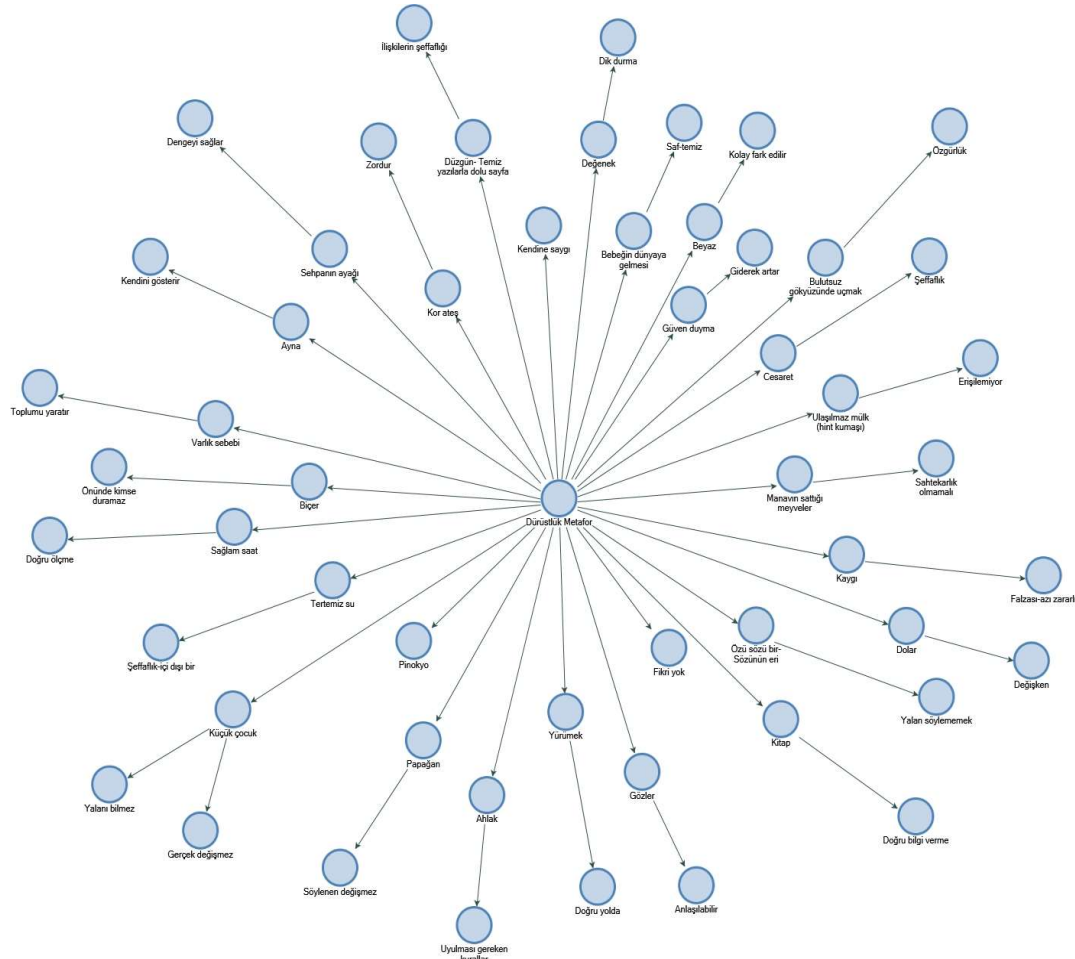 İlişkilerin şeffaflığı
Dik durma
Dengeyi sağlar
Zordur
Düzgün- Temiz
yazılarla dolu sayfa
Değenek
Saf-temiz
Kolay fark edilir
Özgürlük
Kendini gösterir
Sehpanın ayağı
Kendine saygı
Bebeğin dünyaya
gelmesi
Beyaz
Giderek artar
Bulutsuz
gökyüzünde uçmak
Şeffaflık
Kor ateş
Güven duyma
Ayna
Cesaret
Erişilemiyor
Toplumu yaratır
Varlık sebebi
Ulaşılmaz mülk
(hint kumaşı)
Önünde kimse
duramaz
Biçer
Manavın sattığı
meyveler
Sahtekarlık
olmamalı
Dürüstlük Metafor
Doğru ölçme
Sağlam saat
Kaygı
Falzası-azı zararlı
Tertemiz su
Şeffaflık-içi dışı bir
Pinokyo
Fikri yok
Özü sözü bir-
Sözünün eri
Dolar
Değişken
Küçük çocuk
Yürumek
Kitap
Yalan söylememek
Yalanı bilmez
Gerçek değişmez
Papağan
Ahlak
Gözler
Doğru bilgi verme
Söylenen değişmez
Doğru yolda
Anlaşılabilir
Uyulması gereken
kurallar